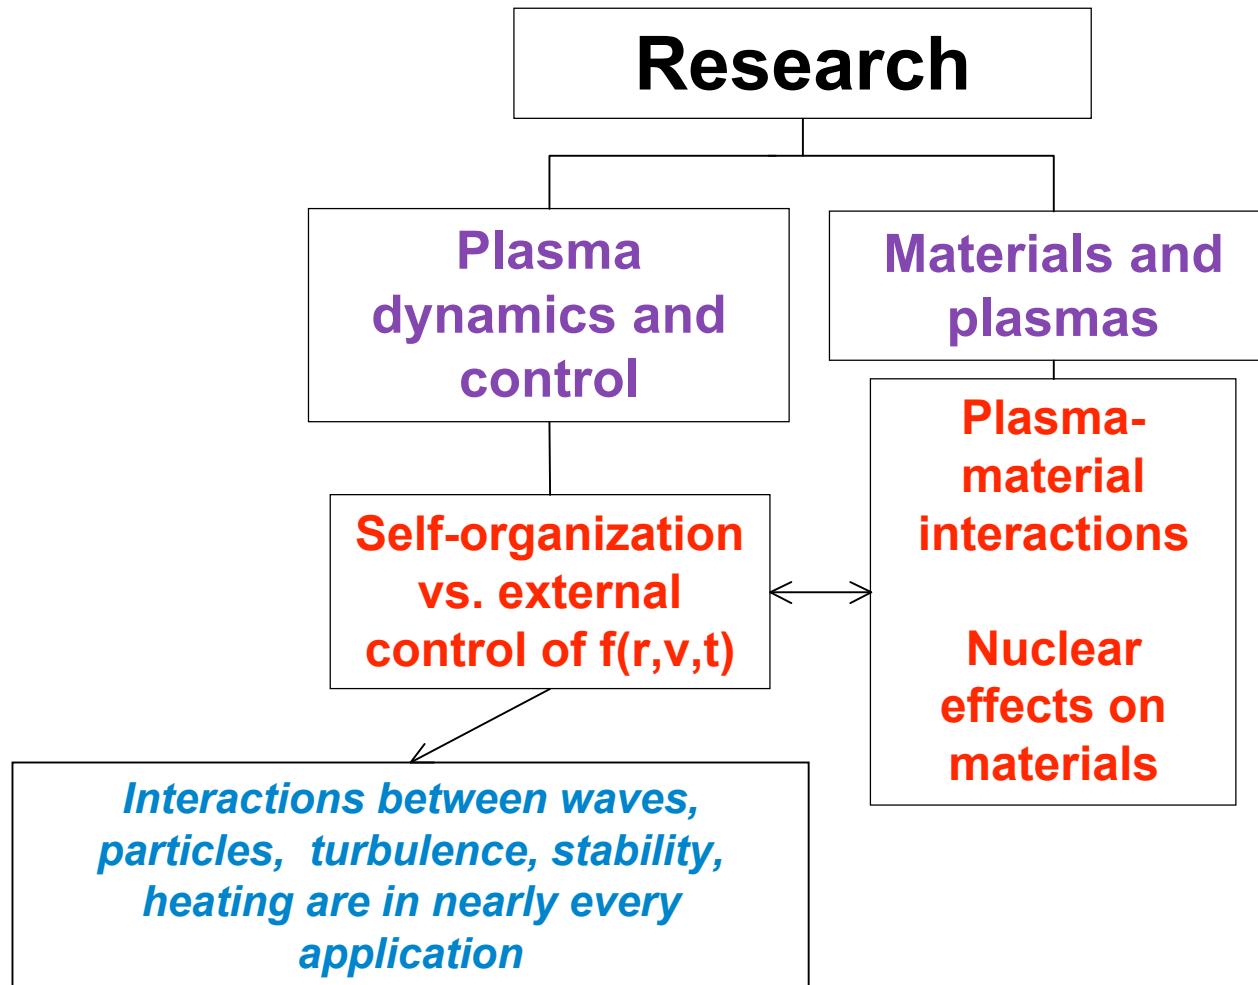 Research
Plasma
dynamics and
control
Materials and
plasmas
Self-organization
vs. external
control of f(r,v,t)
Plasma-
material
interactions
Nuclear
effects on
materials
Interactions between waves,
particles,  turbulence, stability,
heating are in nearly every
application